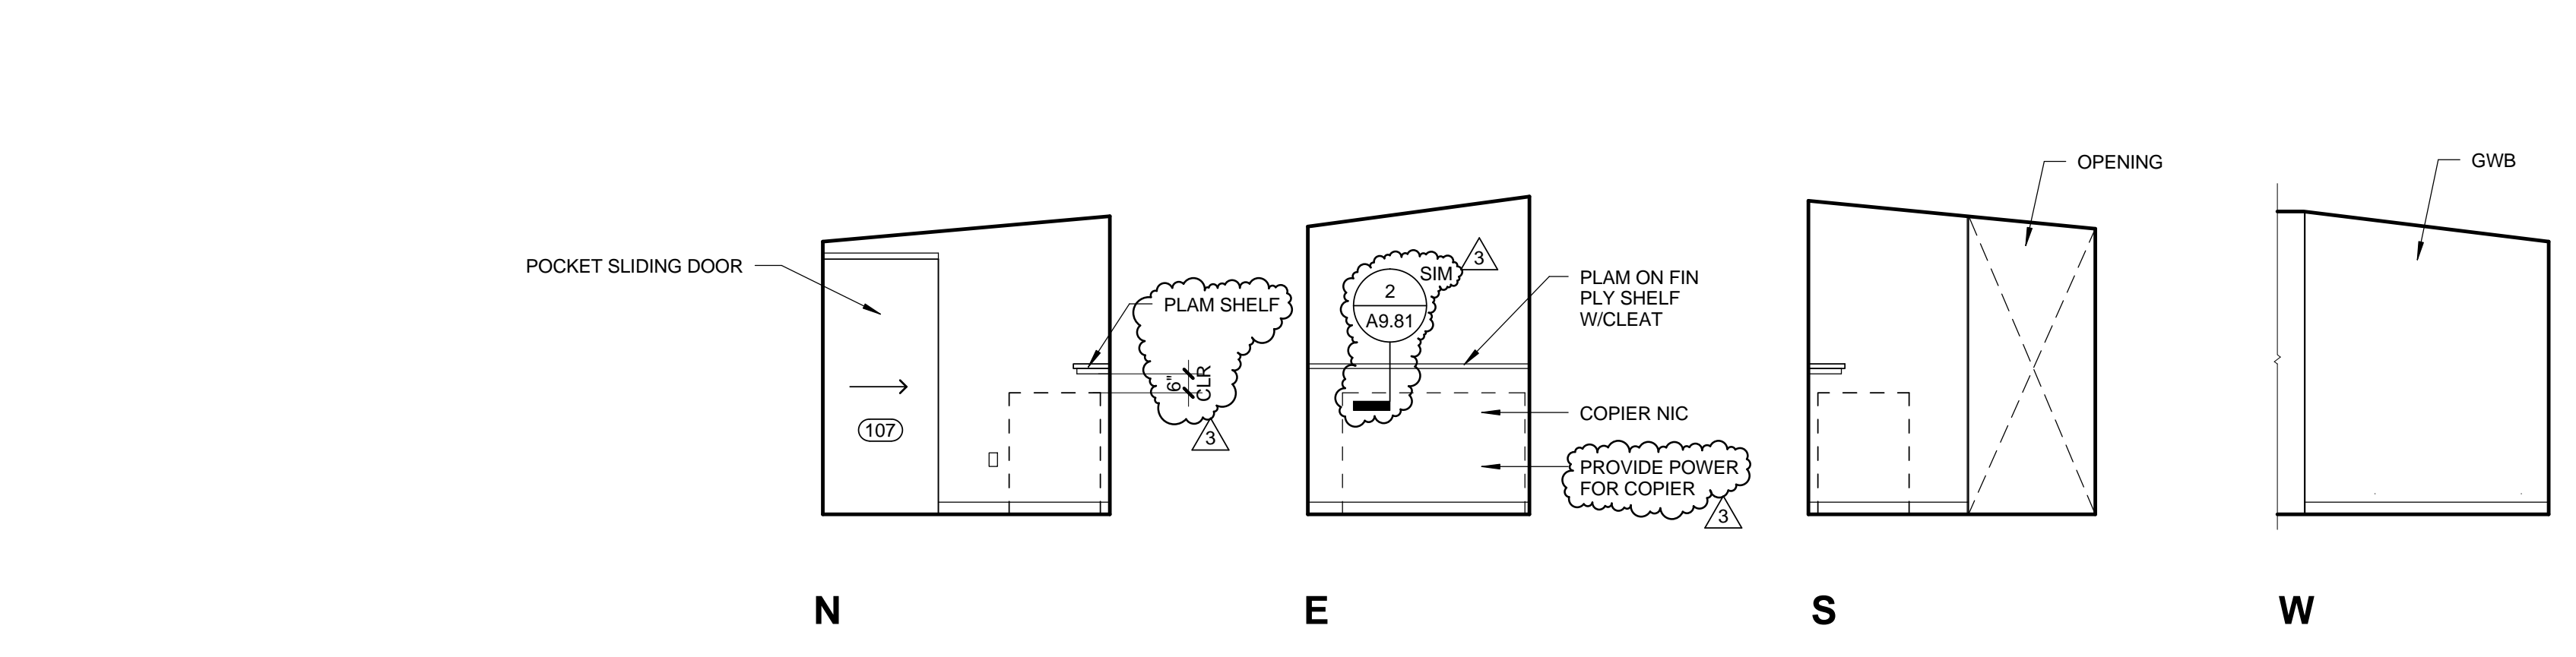 POCKET SLIDING DOOR
107
PLAM SHELF
6"
CLR
3
N
2
A9.81
SIM
3
PLAM ON FIN
PLY SHELF
W/CLEAT
COPIER NIC
PROVIDE POWER
FOR COPIER
3
E
OPENING
S
GWB
W